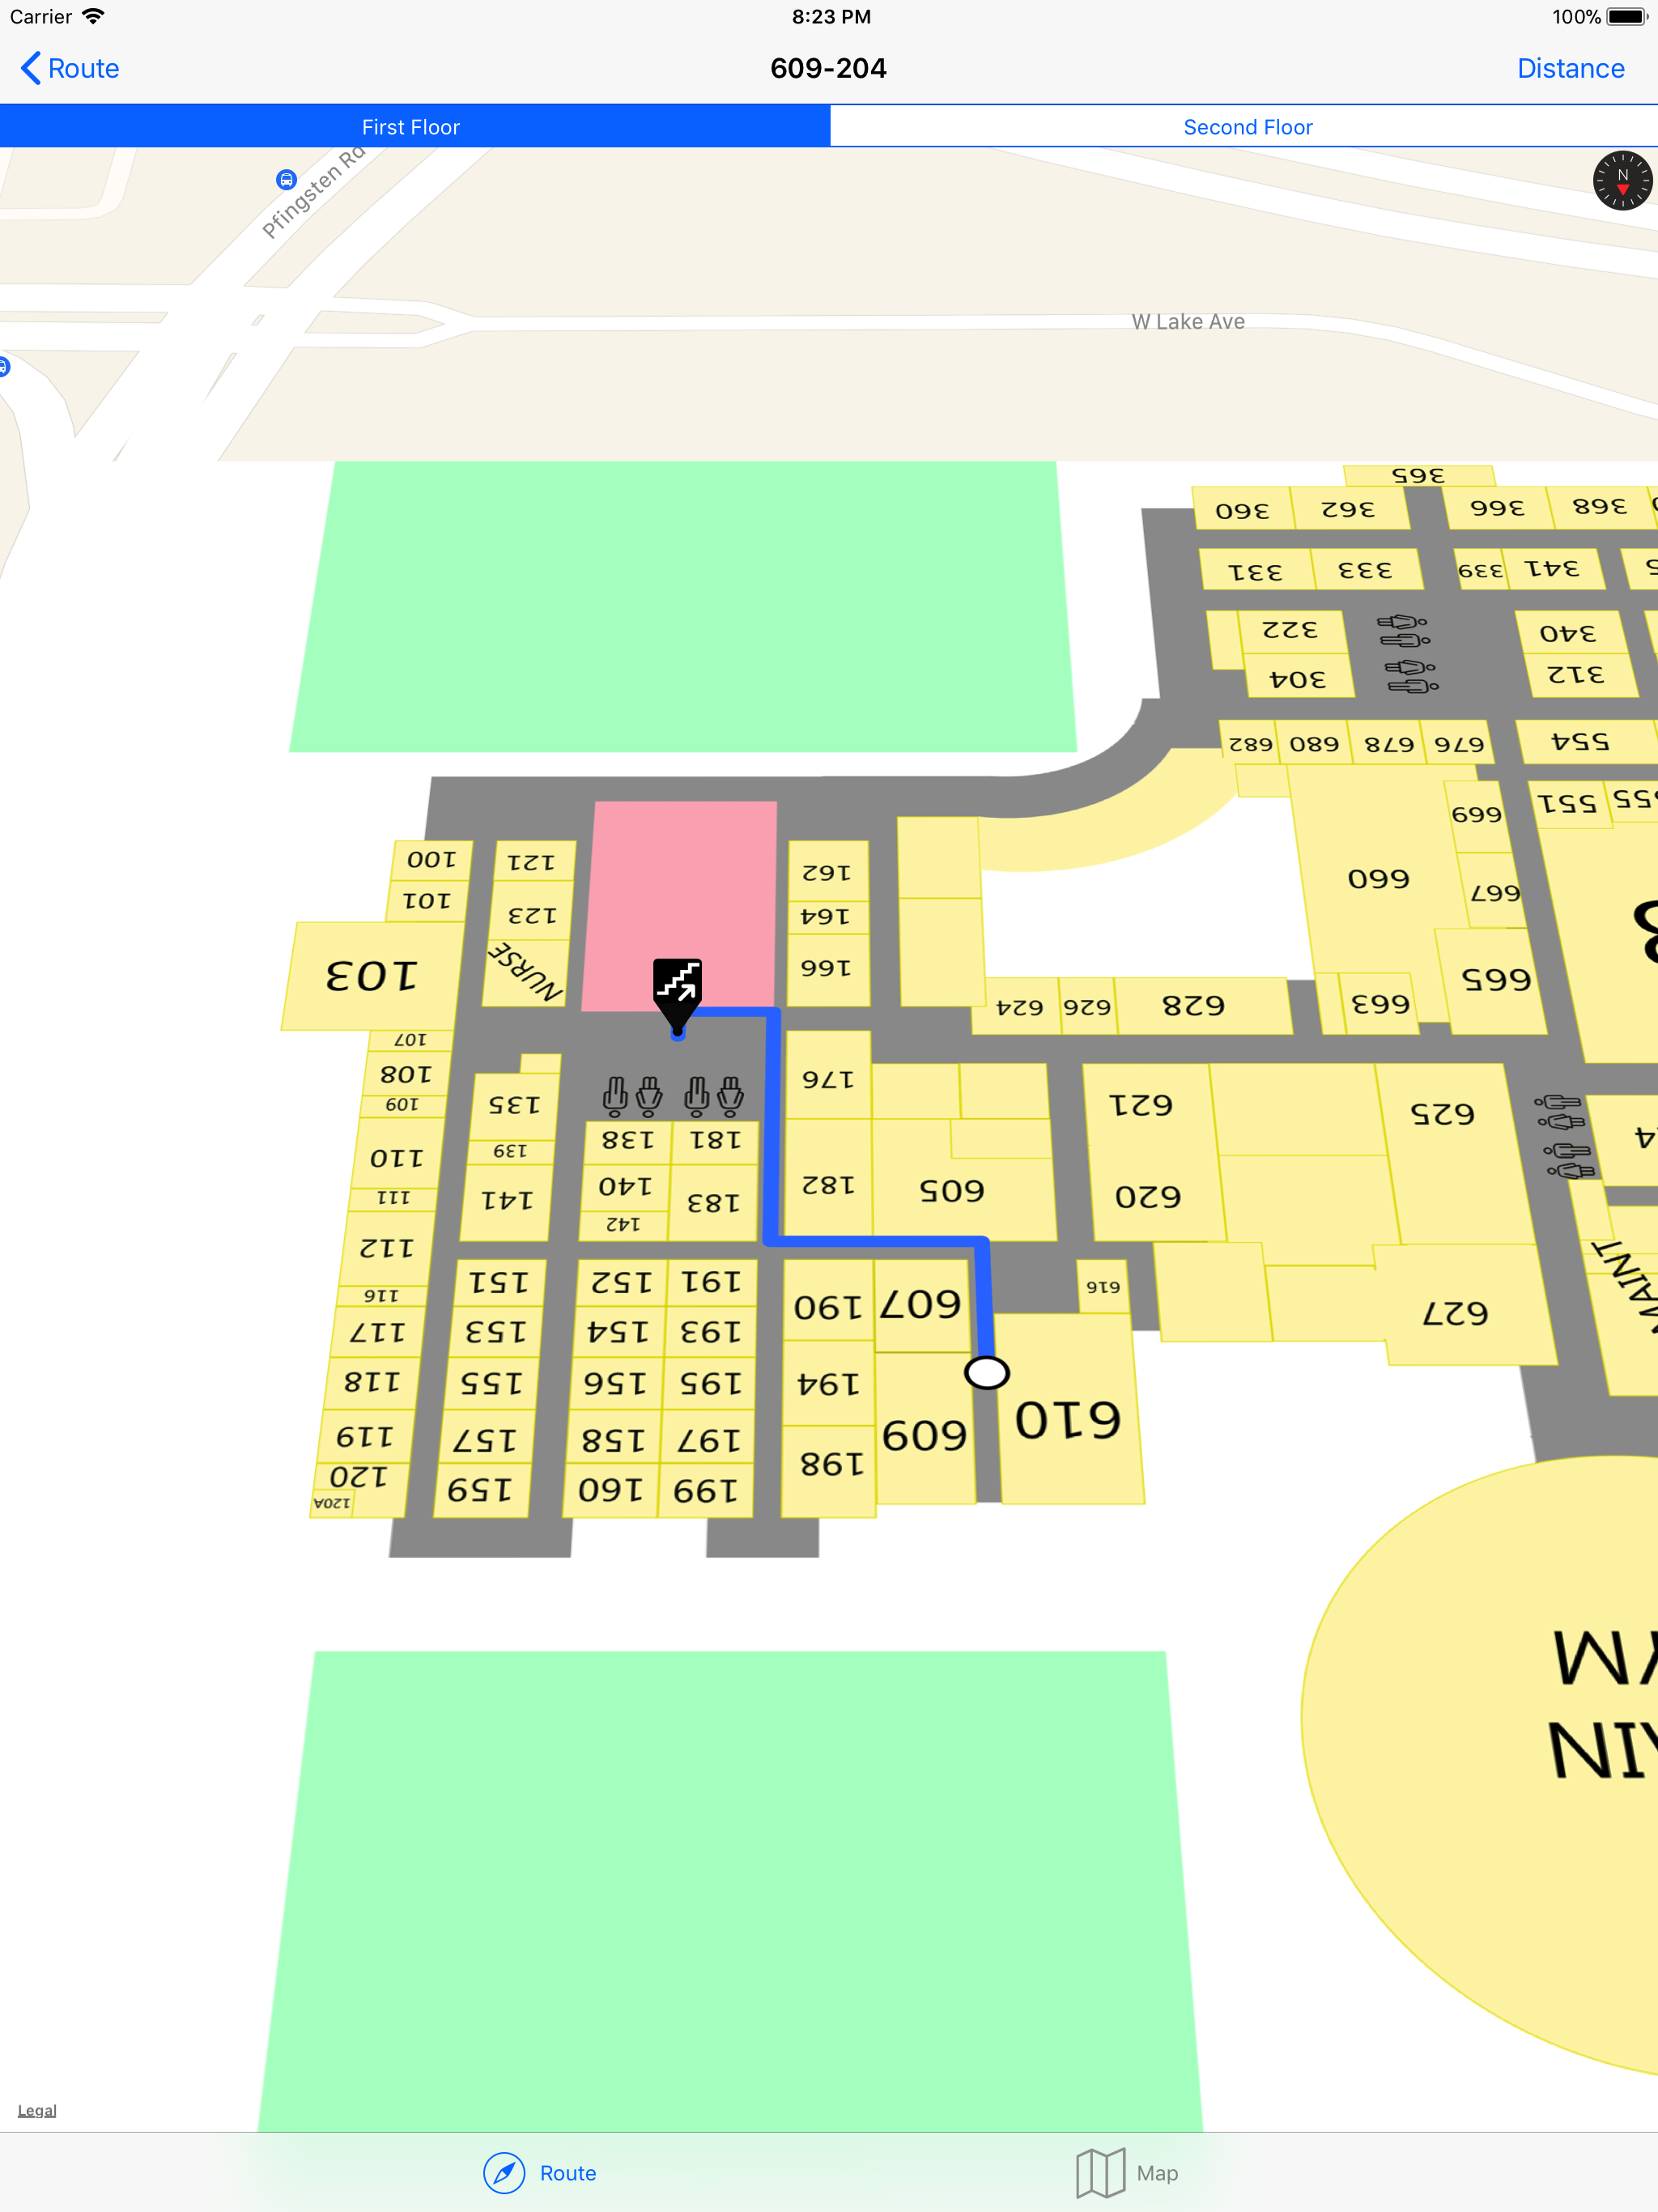 Carrier 8:23 PM 100%
Route 609-204 Distance
First Floor Second Floor
Pfingsten Rd
N
W Lake Ave
365
360 362 366 368
331 333 339 341
322 340
304 312
682 680 678 676 554
669 551 555
100 121 162 660
101 123 164 667
103 NURSE 166 665
624 626 628 663
107
108 176 621 625
109 135
110 139 138 181
111 141 140 183 182 605 620
112 142
116 151 152 191 190 607 616 627 MAINT
117 153 154 193
118 155 156 195 194
119 157 158 197 609 610
120 159 160 199 198
120A
Legal
Route Map